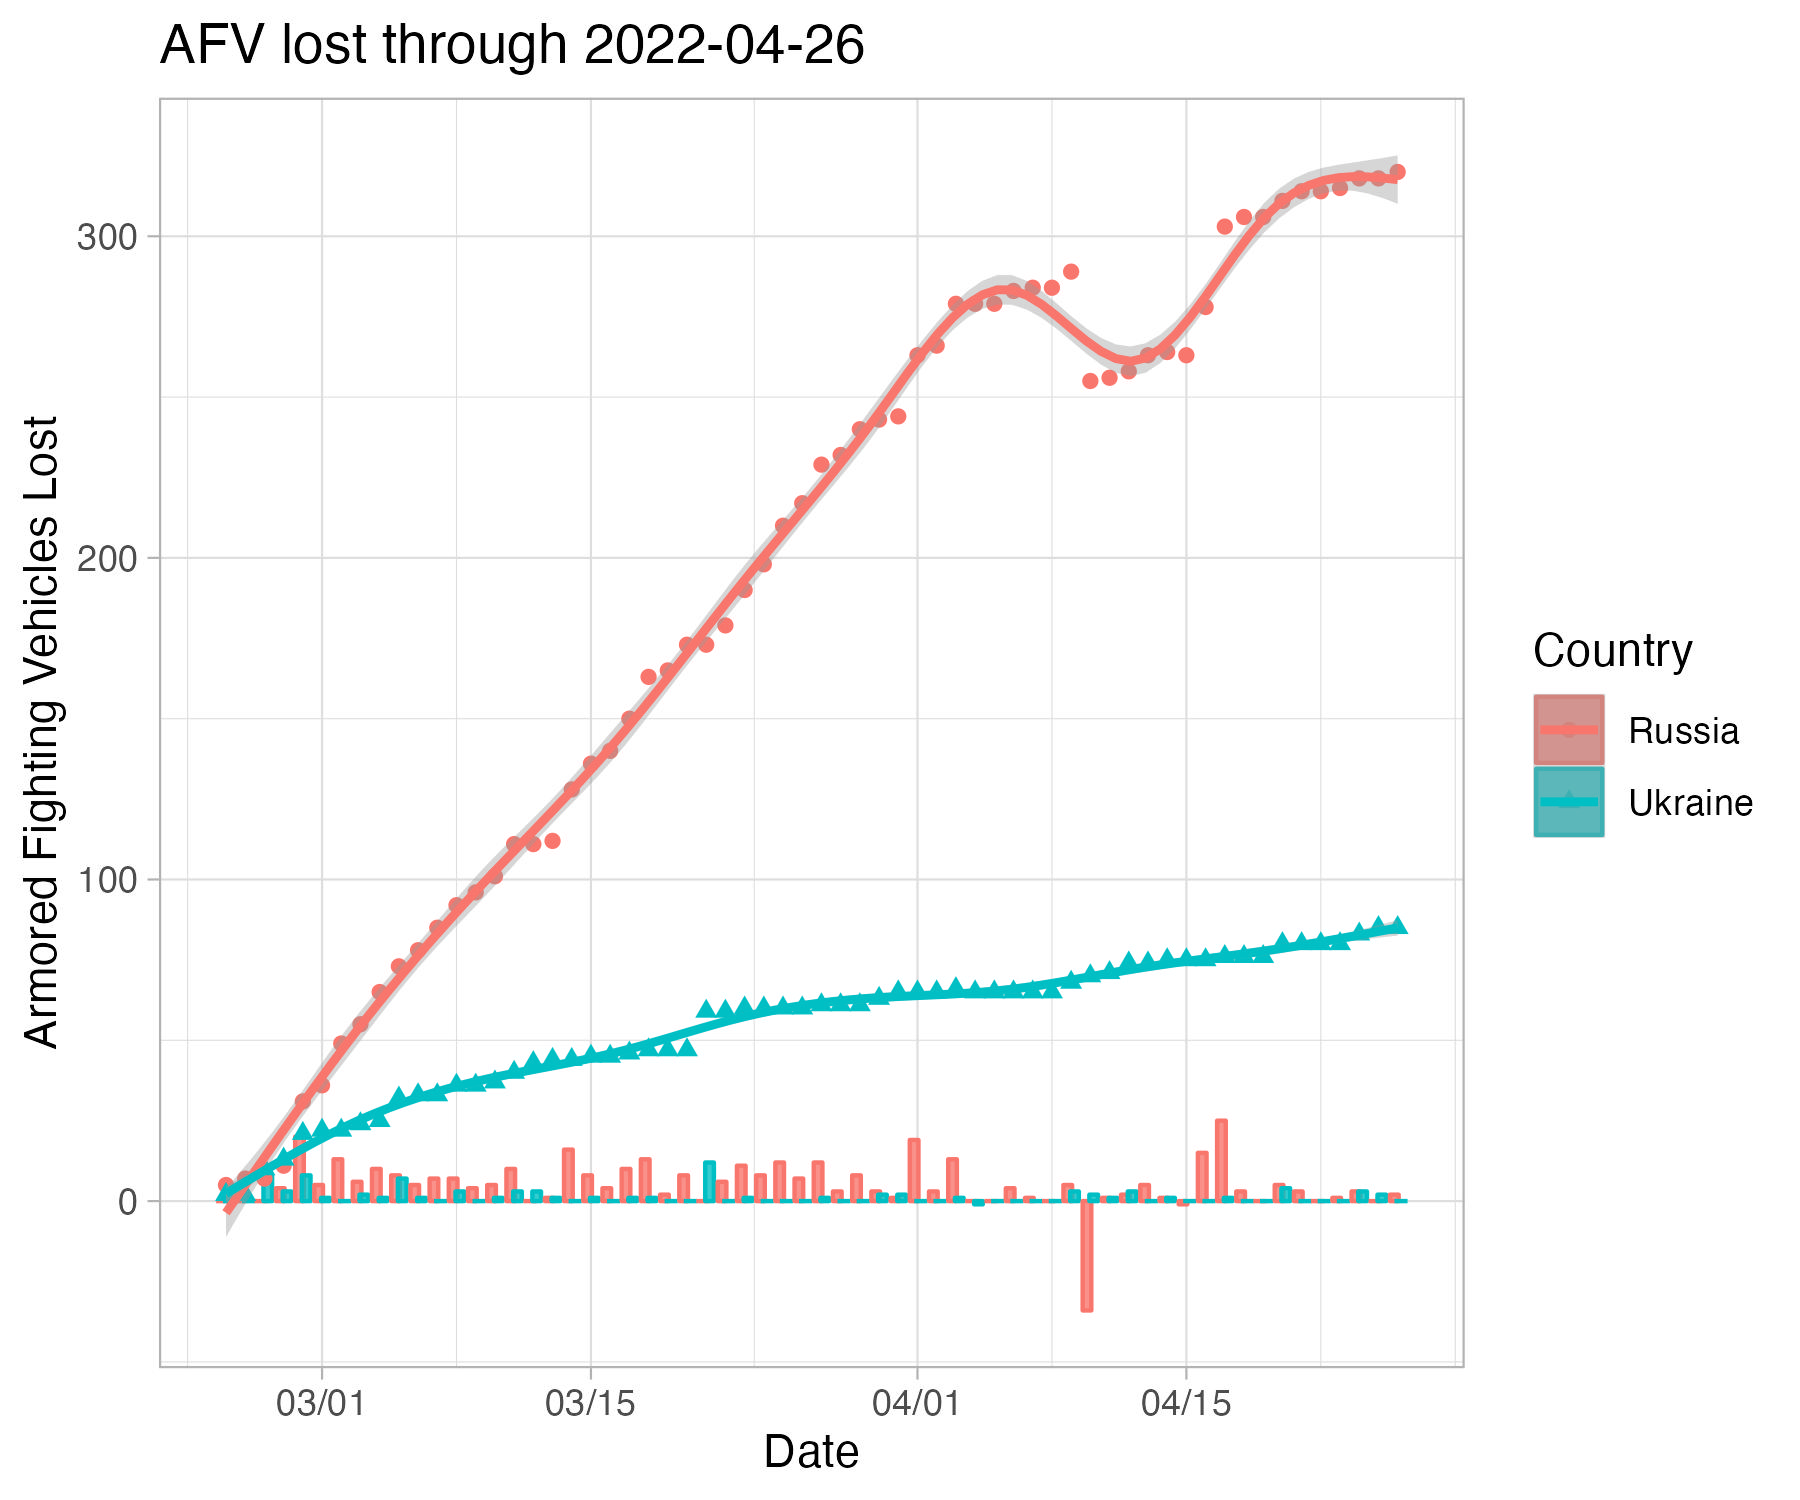 AFV lost through 2022-04-26
Armored Fighting Vehicles Lost
300
200
100
0
03/01
03/15
04/01
04/15
Date
Country
Russia
Ukraine